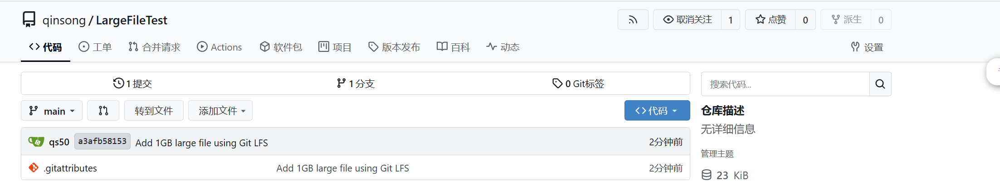 qinsong / LargeFileTest
取消关注 1 点赞 0 派生 0
代码 工单 合并请求 Actions 软件包 项目 版本发布 百科 动态 设置
1 提交 1 分支 0 Git标签
搜索代码...
main 转到文件 添加文件 代码
仓库描述
无详细信息
qs50 a3afb58153 Add 1GB large file using Git LFS 2分钟前
管理主题
.gitattributes Add 1GB large file using Git LFS 2分钟前
23 KiB